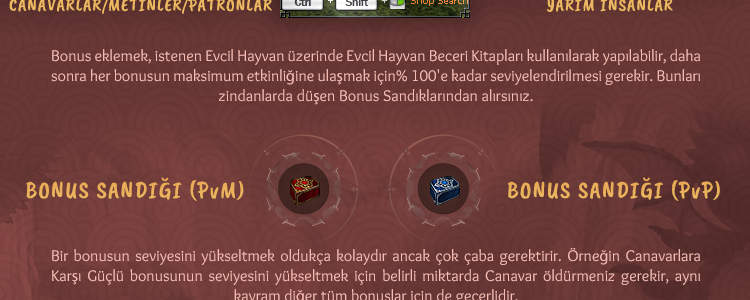 CANAVARLAR/METİNLER/PATRONLAR
Ctrl + Shift + Shop Search
YARIM İNSANLAR
Bonus eklemek, istenen Evcil Hayvan üzerinde Evcil Hayvan Beceri Kitapları kullanılarak yapılabilir, daha
sonra her bonusun maksimum etkinliğine ulaşmak için% 100'e kadar seviyelendirilmesi gerekir. Bunları
zindanlarda düşen Bonus Sandıklarından alırsınız.
BONUS SANDIĞI (PvM)
BONUS SANDIĞI (PvP)
Bir bonusun seviyesini yükseltmek oldukça kolaydır ancak çok çaba gerektirir. Örneğin Canavarlara
Karşı Güçlü bonusunun seviyesini yükseltmek için belirli miktarda Canavar öldürmeniz gerekir, aynı
kavram diğer tüm bonuslar için de geçerlidir.